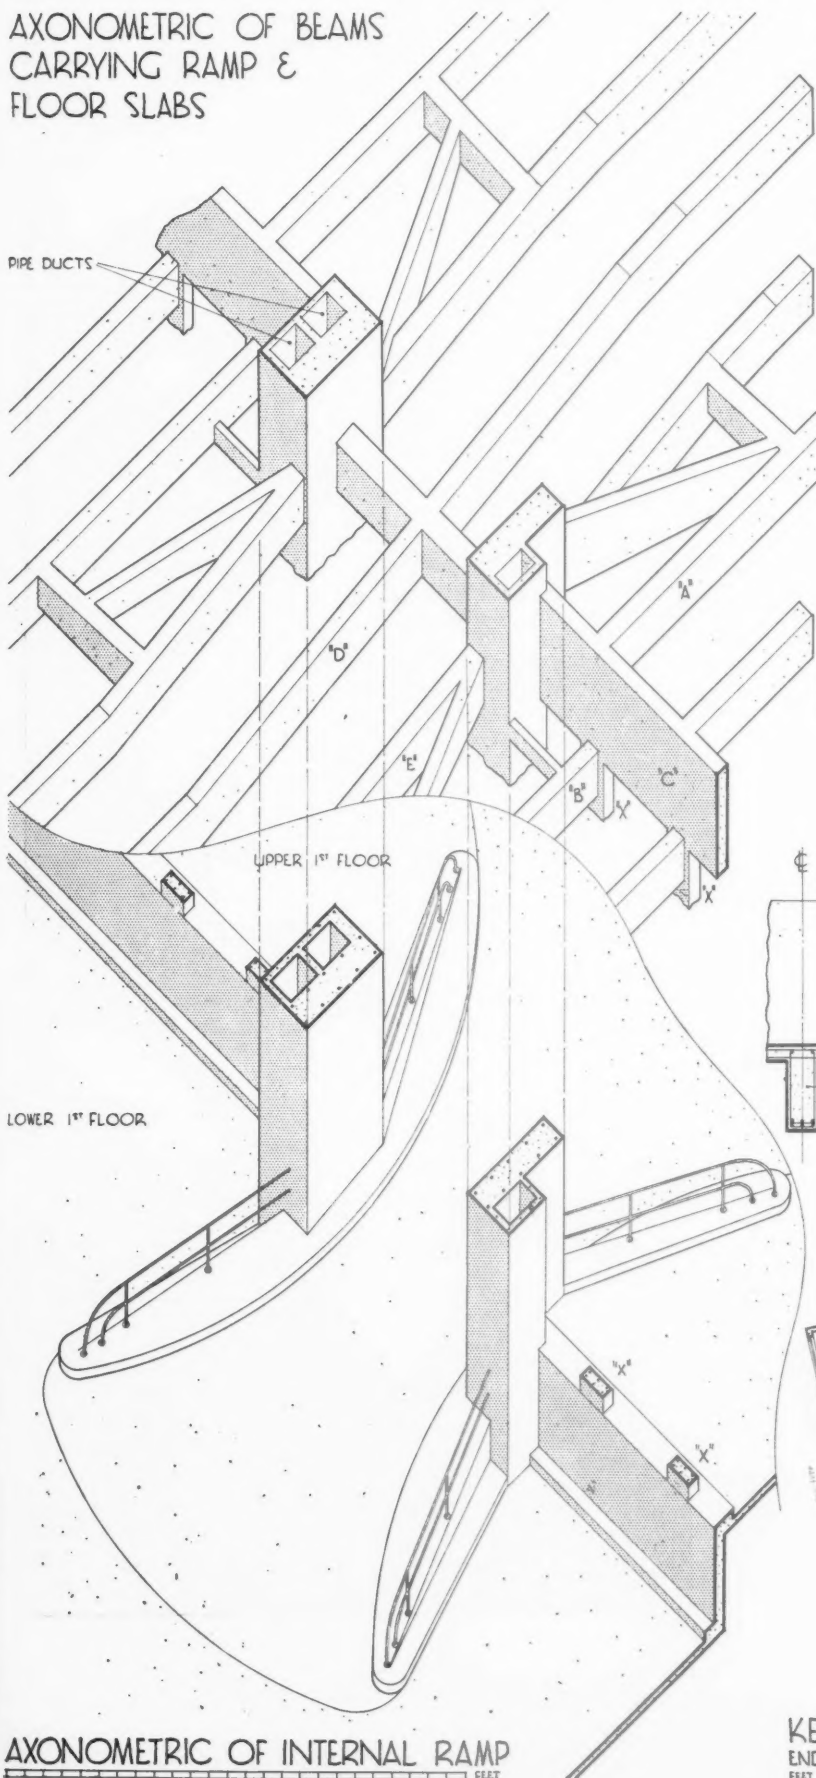 AXONOMETRIC OF BEAMS
CARRYING RAMP &
FLOOR SLABS
PIPE DUCTS
"A"
"D"
"E"
"B"
"C"
"X"
"X"
UPPER 1ST FLOOR
℄
LOWER 1ST FLOOR
"X"
"X"
AXONOMETRIC OF INTERNAL RAMP
FEET
KE
END
FEET